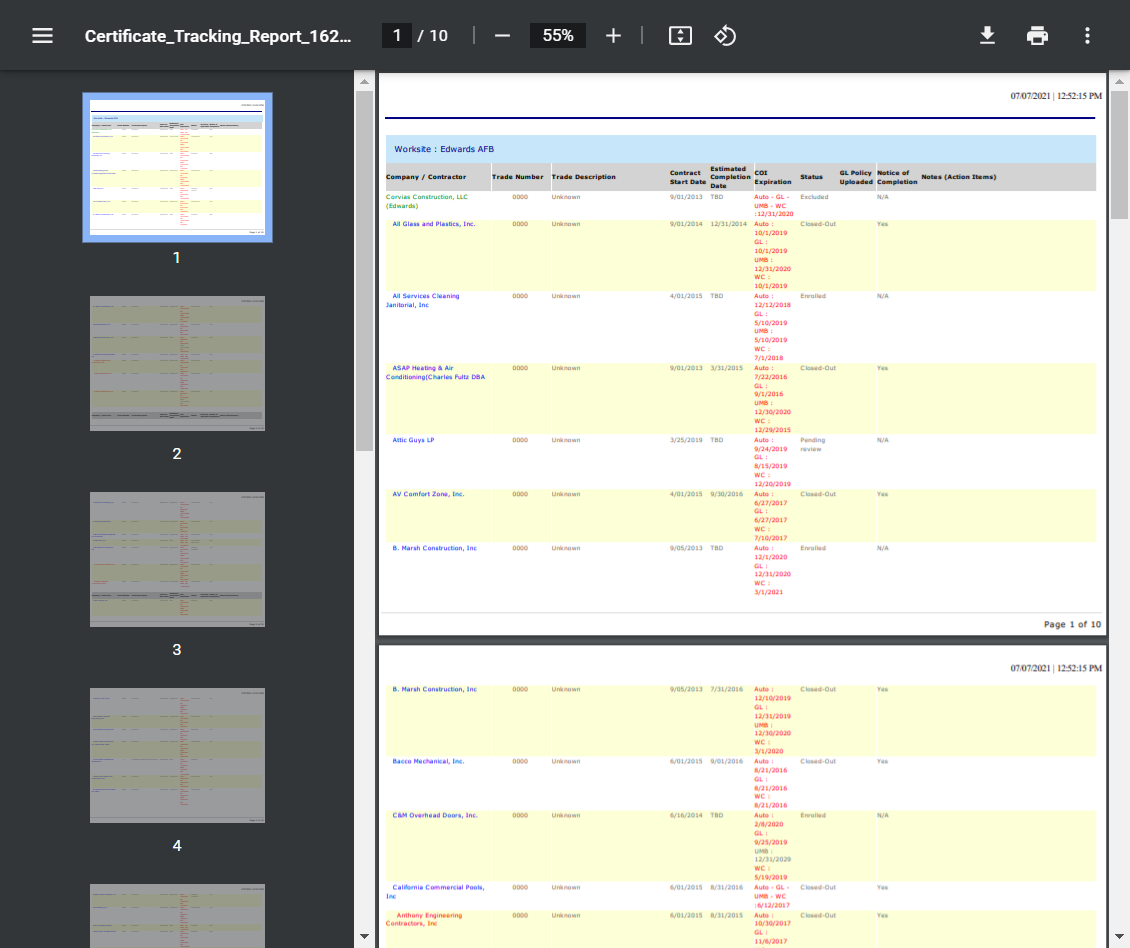 Certificate_Tracking_Report_162...
1 / 10
55%
1
2
3
4
07/07/2021 | 12:52:15 PM
Worksite : Edwards AFB
Company / Contractor Trade Number Trade Description Contract Start Date Estimated Completion Date COI Expiration Status GL Policy Uploaded Notice of Completion Notes (Action Items)
Corvias Construction, LLC 0000 Unknown 9/01/2013 TBD Auto - GL - Excluded N/A
(Edwards) UMB - WC
:12/31/2020
All Glass and Plastics, Inc. 0000 Unknown 9/01/2014 12/31/2014 Auto : Closed-Out Yes
10/1/2019
GL :
10/1/2019
UMB :
12/31/2020
WC :
10/1/2019
All Services Cleaning 0000 Unknown 4/01/2015 TBD Auto : Enrolled N/A
Janitorial, Inc 12/12/2018
GL :
5/10/2019
UMB :
5/10/2019
WC :
7/1/2018
ASAP Heating & Air 0000 Unknown 9/01/2013 3/31/2015 Auto : Closed-Out Yes
Conditioning(Charles Fultz DBA 7/22/2016
GL :
9/1/2016
UMB :
12/30/2020
WC :
12/29/2015
Attic Guys LP 0000 Unknown 3/25/2019 TBD Auto : Pending N/A
9/24/2019 review
GL :
8/15/2019
WC :
12/20/2019
AV Comfort Zone, Inc. 0000 Unknown 4/01/2015 9/30/2016 Auto : Closed-Out Yes
6/27/2017
GL :
6/27/2017
WC :
7/10/2017
B. Marsh Construction, Inc 0000 Unknown 9/05/2013 TBD Auto : Enrolled N/A
12/1/2020
GL :
12/31/2020
WC :
3/1/2021
Page 1 of 10
07/07/2021 | 12:52:15 PM
B. Marsh Construction, Inc 0000 Unknown 9/05/2013 7/31/2016 Auto : Closed-Out Yes
12/10/2019
GL :
12/31/2019
UMB :
12/30/2020
WC :
3/1/2020
Bacco Mechanical, Inc. 0000 Unknown 6/01/2015 9/01/2016 Auto : Closed-Out Yes
8/21/2016
GL :
8/21/2016
WC :
8/21/2016
C&M Overhead Doors, Inc. 0000 Unknown 6/16/2014 TBD Auto : Enrolled N/A
2/8/2020
GL :
9/25/2019
UMB :
12/31/2029
WC :
5/19/2019
California Commercial Pools, 0000 Unknown 6/01/2015 8/31/2016 Auto - GL - Closed-Out Yes
Inc UMB - WC
:6/12/2017
Anthony Engineering 0000 Unknown 6/01/2015 8/31/2015 Auto : Closed-Out Yes
Contractors, Inc 10/30/2017
GL :
11/6/2017